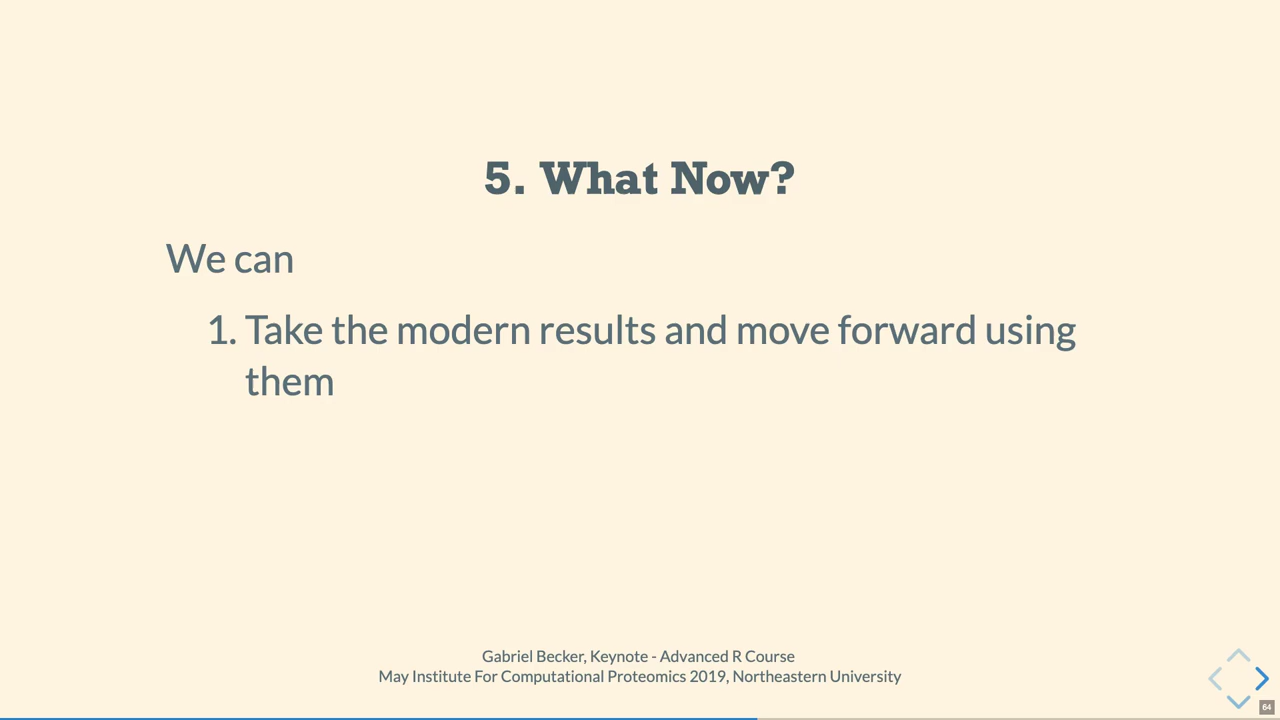 5. What Now?
We can
1. Take the modern results and move forward using
them
Gabriel Becker, Keynote - Advanced R Course
May Institute For Computational Proteomics 2019, Northeastern University
64